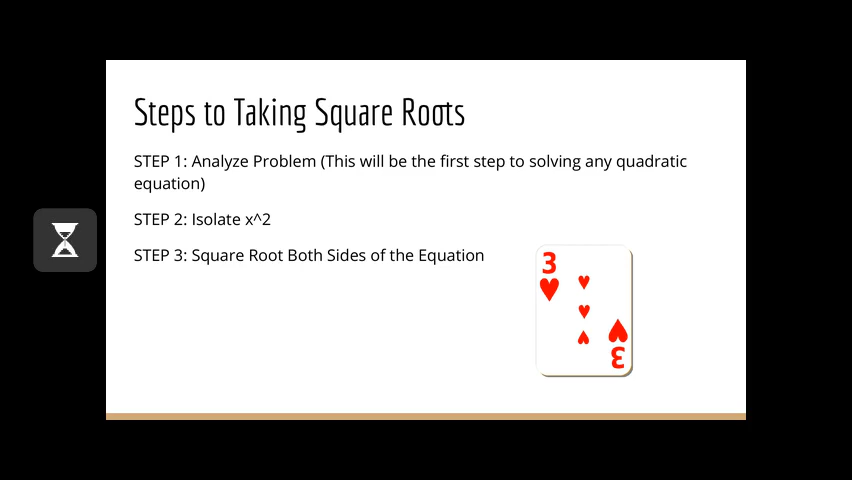 Steps to Taking Square Roots
STEP 1: Analyze Problem (This will be the first step to solving any quadratic
equation)
STEP 2: Isolate x^2
STEP 3: Square Root Both Sides of the Equation
3
3